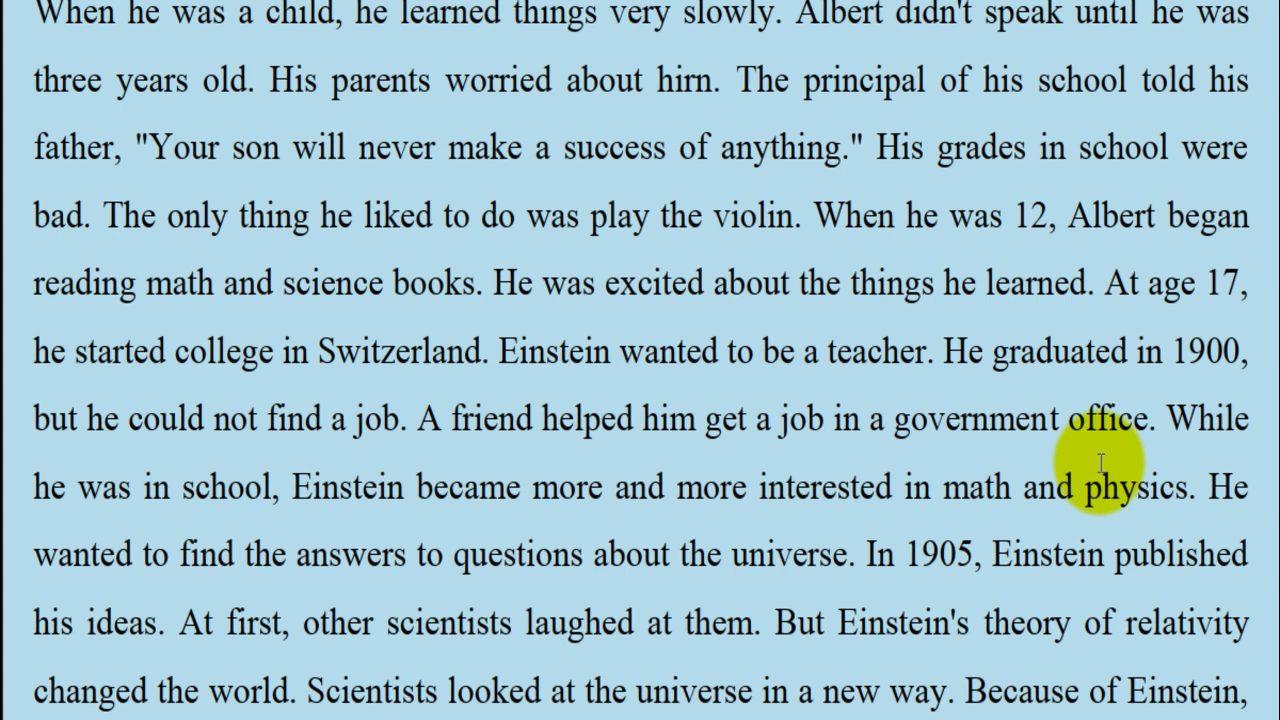 When he was a child, he learned things very slowly. Albert didn't speak until he was
three years old. His parents worried about hirn. The principal of his school told his
father, "Your son will never make a success of anything." His grades in school were
bad. The only thing he liked to do was play the violin. When he was 12, Albert began
reading math and science books. He was excited about the things he learned. At age 17,
he started college in Switzerland. Einstein wanted to be a teacher. He graduated in 1900,
but he could not find a job. A friend helped him get a job in a government office. While
he was in school, Einstein became more and more interested in math and physics. He
wanted to find the answers to questions about the universe. In 1905, Einstein published
his ideas. At first, other scientists laughed at them. But Einstein's theory of relativity
changed the world. Scientists looked at the universe in a new way. Because of Einstein,